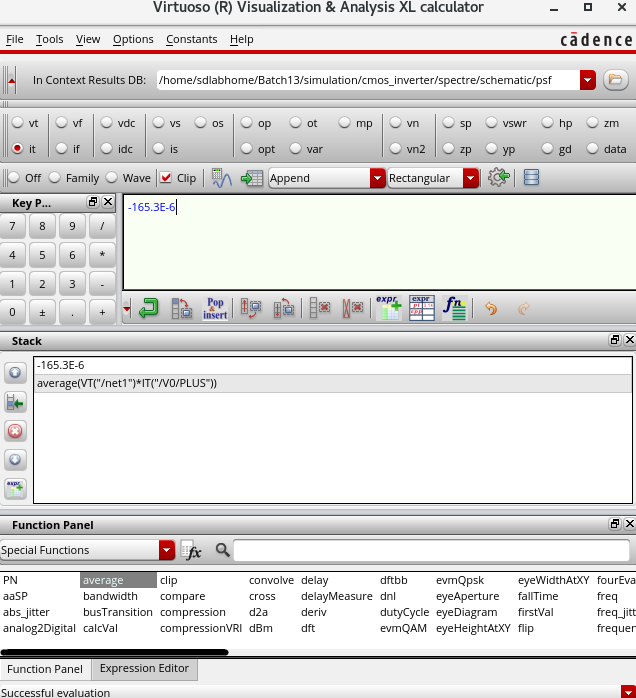 Virtuoso (R) Visualization & Analysis XL calculator
File Tools View Options Constants Help
cādence
In Context Results DB: /home/sdlabhome/Batch13/simulation/cmos_inverter/spectre/schematic/psf
vt vf vdc vs os op ot mp vn sp vswr hp zm
it if idc is opt var vn2 zp yp gd data
Off Family Wave Clip Append Rectangular
Key P...
7 8 9 /
4 5 6 *
1 2 3 -
0 ± . +
-165.3E-6
Pop & insert expr expr fn
Stack
-165.3E-6
average(VT("/net1")*IT("/V0/PLUS"))
expr
Function Panel
Special Functions fx
PN average clip convolve delay dftbb evmQpsk eyeWidthAtXY fourEva
aaSP bandwidth compare cross delayMeasure dnl eyeAperture fallTime freq
abs_jitter busTransition compression d2a deriv dutyCycle eyeDiagram firstVal freq_jitt
analog2Digital calcVal compressionVRI dBm dft evmQAM eyeHeightAtXY flip frequen
Function Panel Expression Editor
Successful evaluation